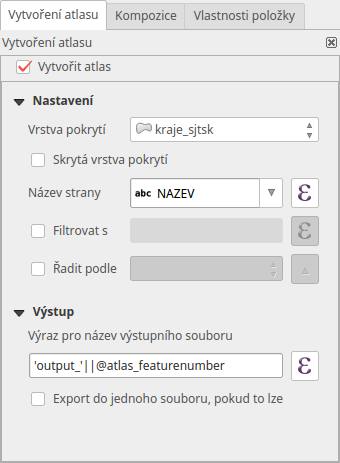 Vytvoření atlasu Kompozice Vlastnosti položky
Vytvoření atlasu
Vytvořit atlas
Nastavení
Vrstva pokrytí kraje_sjtsk
Skrytá vrstva pokrytí
Název strany abc NAZEV ε
Filtrovat s ε
Řadit podle
Výstup
Výraz pro název výstupního souboru
'output_'||@atlas_featurenumber ε
Export do jednoho souboru, pokud to lze